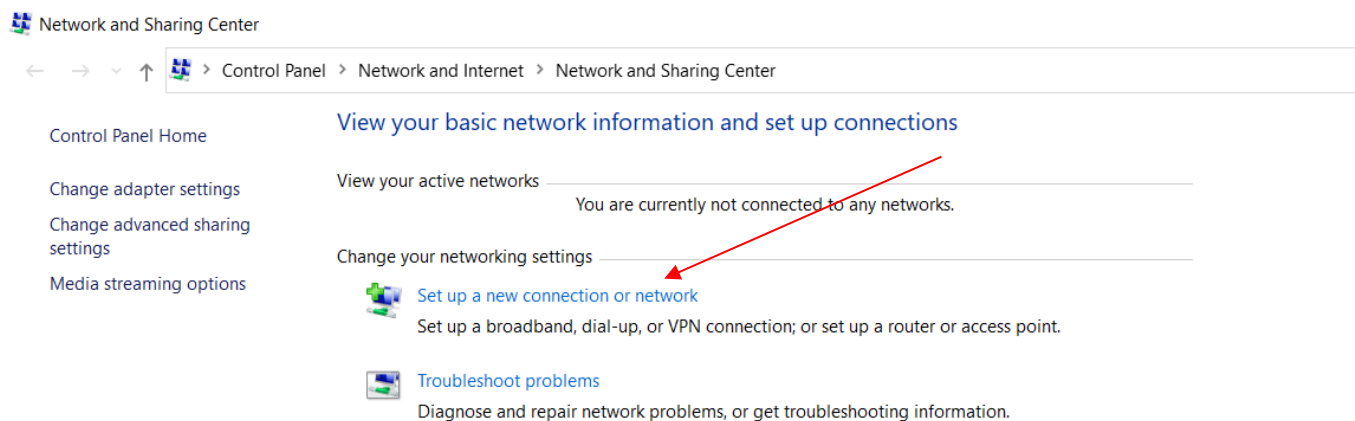 Network and Sharing Center
Control Panel > Network and Internet > Network and Sharing Center
Control Panel Home
Change adapter settings
Change advanced sharing
settings
Media streaming options
View your basic network information and set up connections
View your active networks
You are currently not connected to any networks.
Change your networking settings
Set up a new connection or network
Set up a broadband, dial-up, or VPN connection; or set up a router or access point.
Troubleshoot problems
Diagnose and repair network problems, or get troubleshooting information.